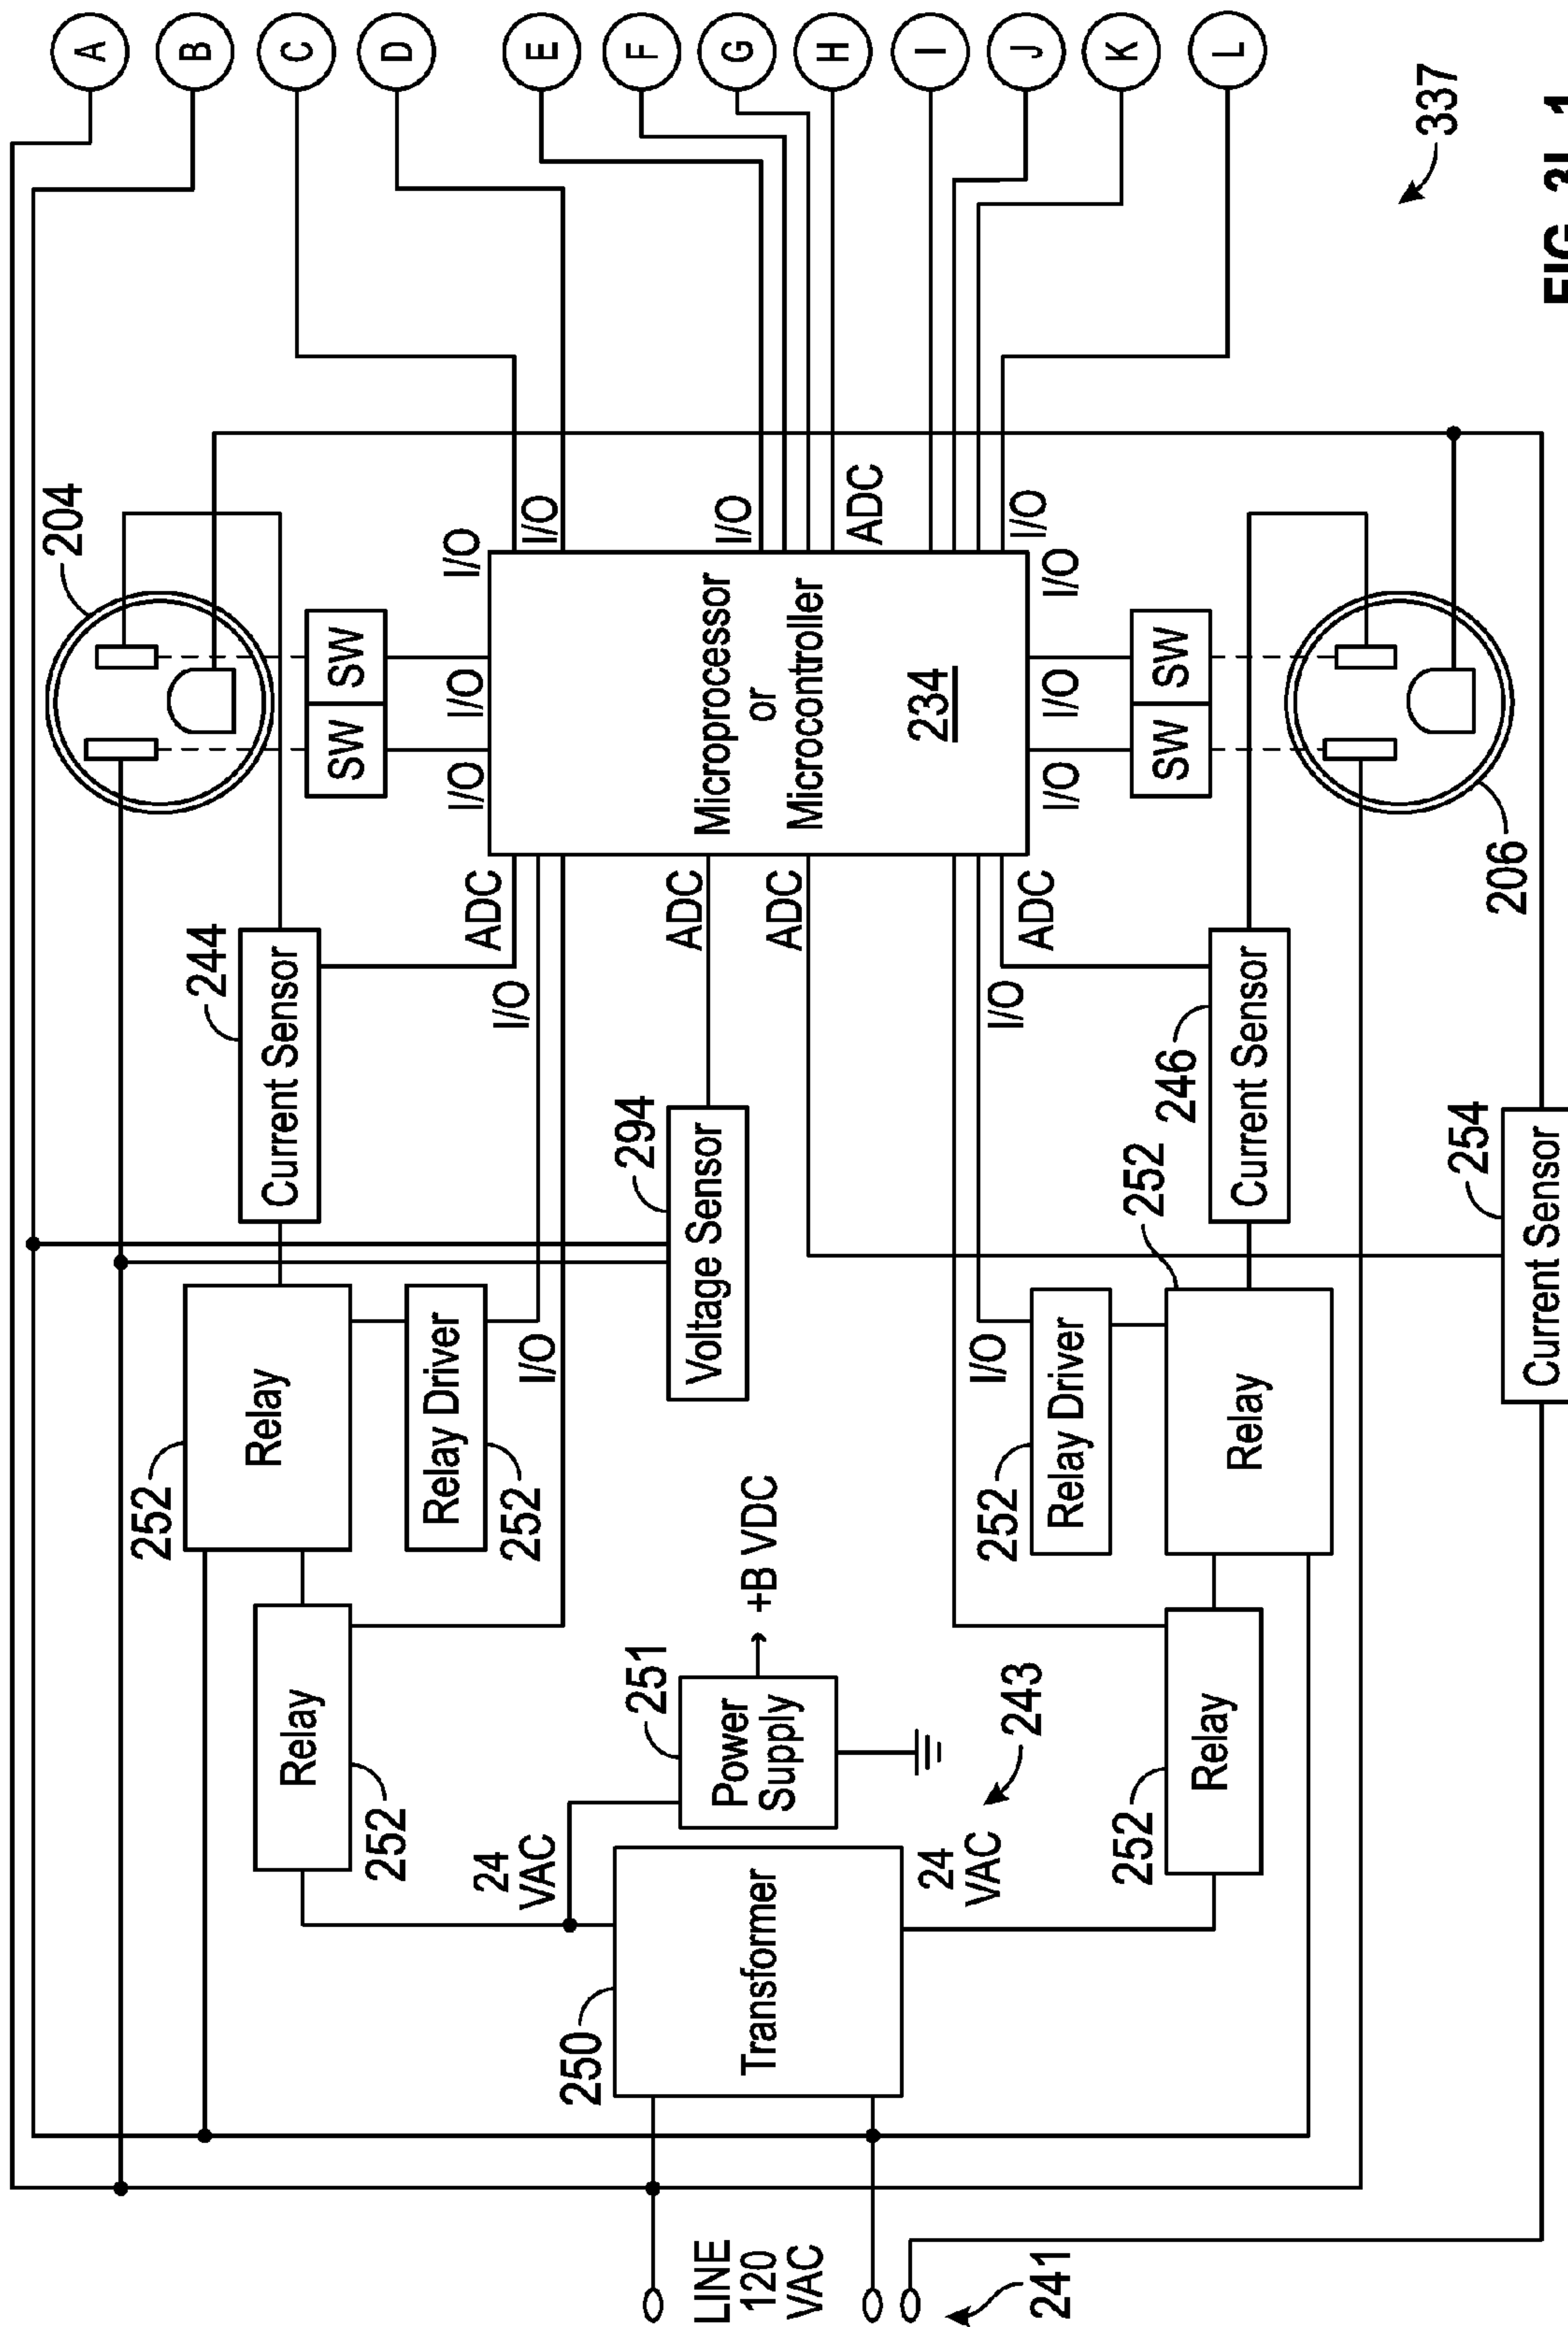 A
B
C
D
E
F
G
H
I
J
K
L
337
204
SW
SW
I/O
I/O
I/O
I/O
I/O
ADC
I/O
I/O
Microprocessor
or
Microcontroller
234
I/O
I/O
SW
SW
206
ADC
I/O
I/O
ADC
ADC
ADC
I/O
I/O
244
Current Sensor
294
Voltage Sensor
246
Current Sensor
254
Current Sensor
252
Relay
Relay Driver
252
252
Relay Driver
252
Relay
+B VDC
251
Power
Supply
243
Relay
252
252
Relay
24
VAC
24
VAC
250
Transformer
LINE
120
VAC
241